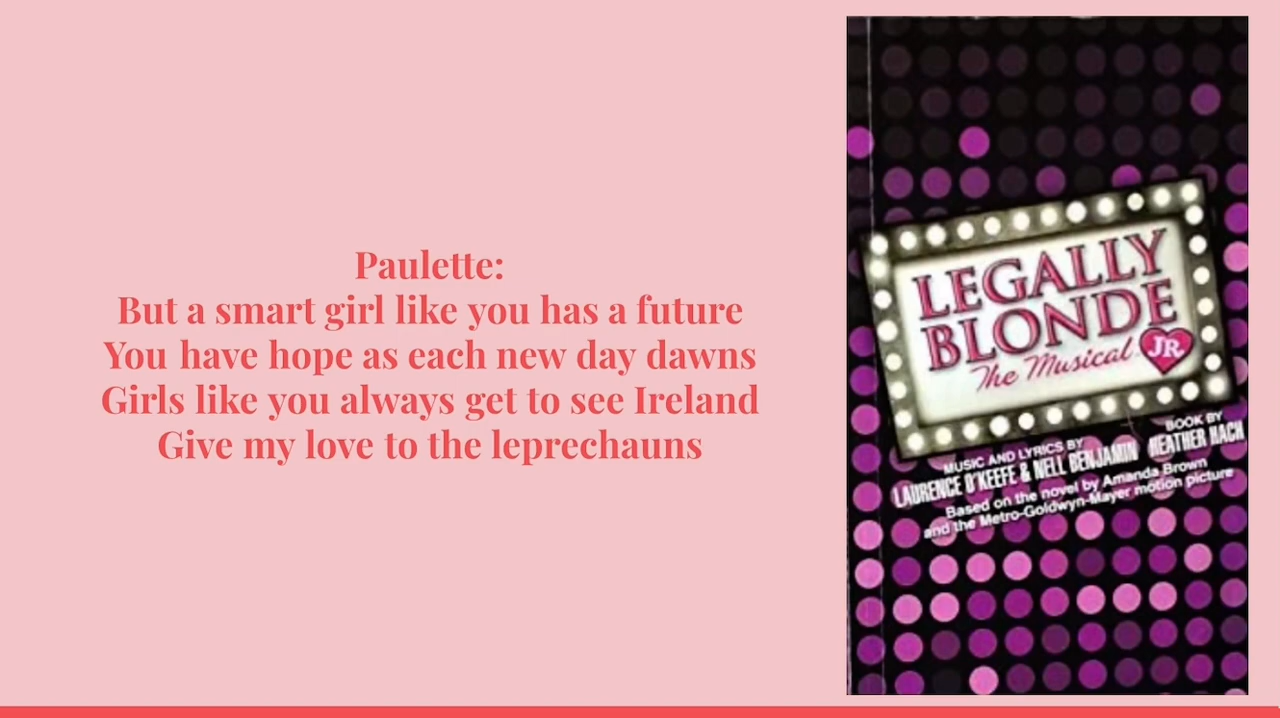 Paulette:
But a smart girl like you has a future
You have hope as each new day dawns
Girls like you always get to see Ireland
Give my love to the leprechauns
LEGALLY
BLONDE
The Musical JR.
MUSIC AND LYRICS BY
LAURENCE O'KEEFE & NELL BENJAMIN
BOOK BY
HEATHER HACH
Based on the novel by Amanda Brown
and the Metro-Goldwyn-Mayer motion picture